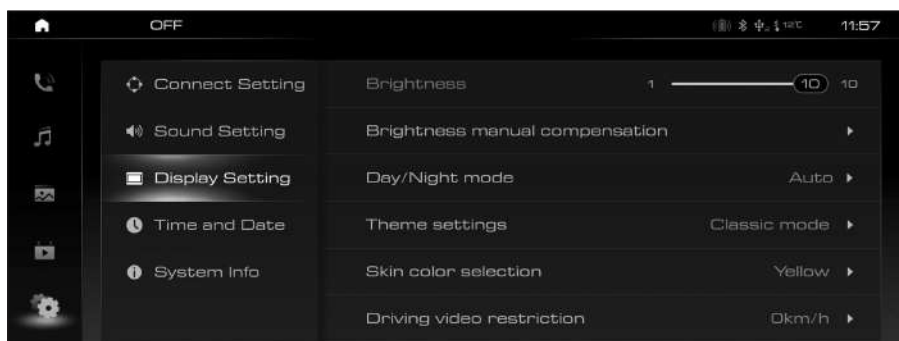 OFF 12℃ 11:57
Connect Setting
Sound Setting
Display Setting
Time and Date
System Info
Brightness 1 10 10
Brightness manual compensation
Day/Night mode Auto
Theme settings Classic mode
Skin color selection Yellow
Driving video restriction 0km/h